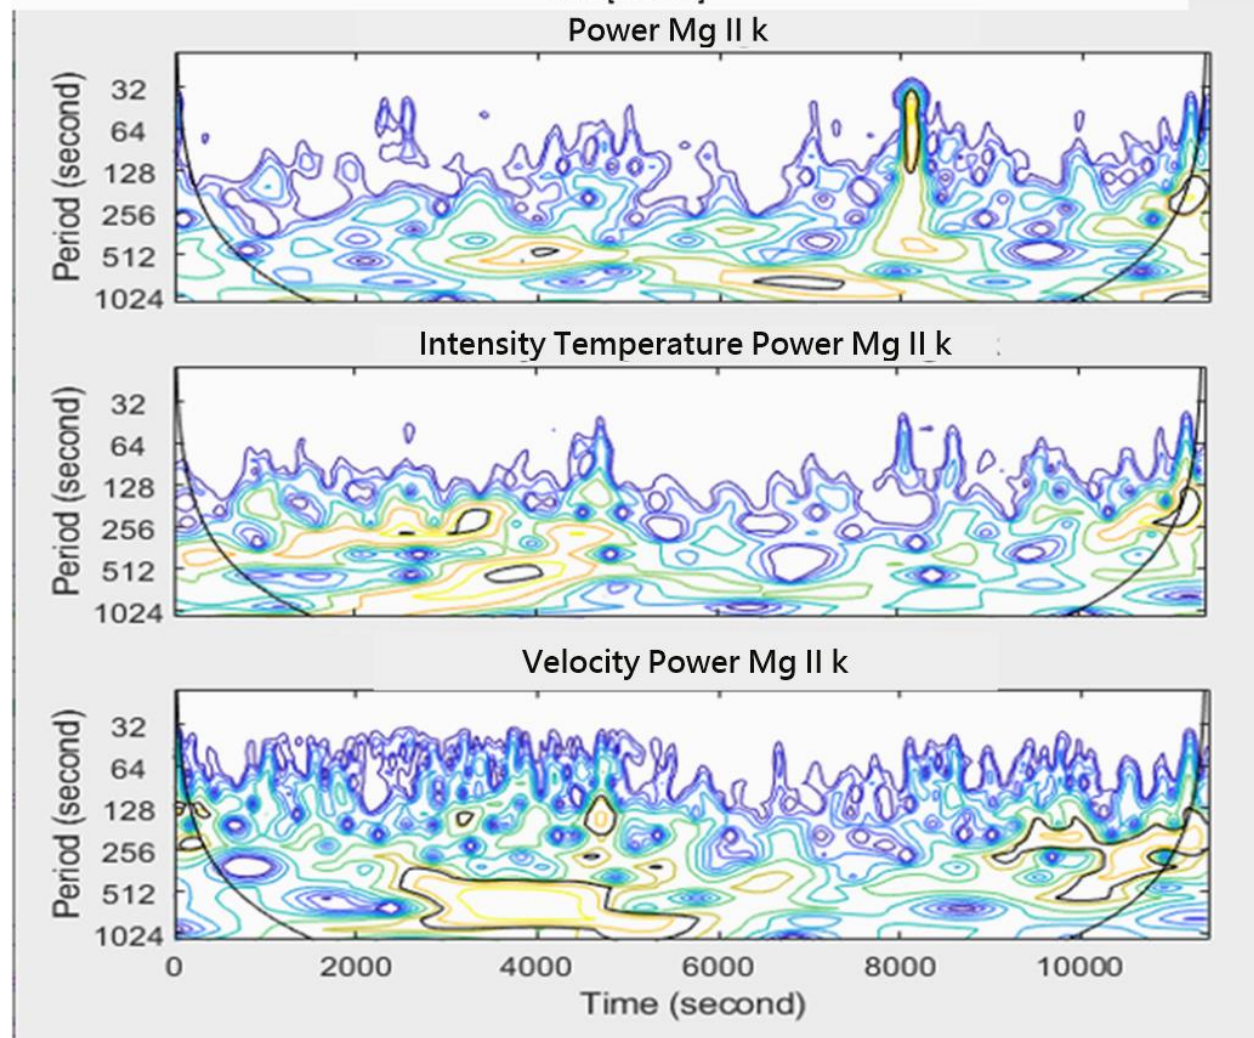 Power Mg II k
Period (second)
32
64
128
256
512
1024
Intensity Temperature Power Mg II k
Period (second)
32
64
128
256
512
1024
Velocity Power Mg II k
Period (second)
32
64
128
256
512
1024
0 2000 4000 6000 8000 10000
Time (second)